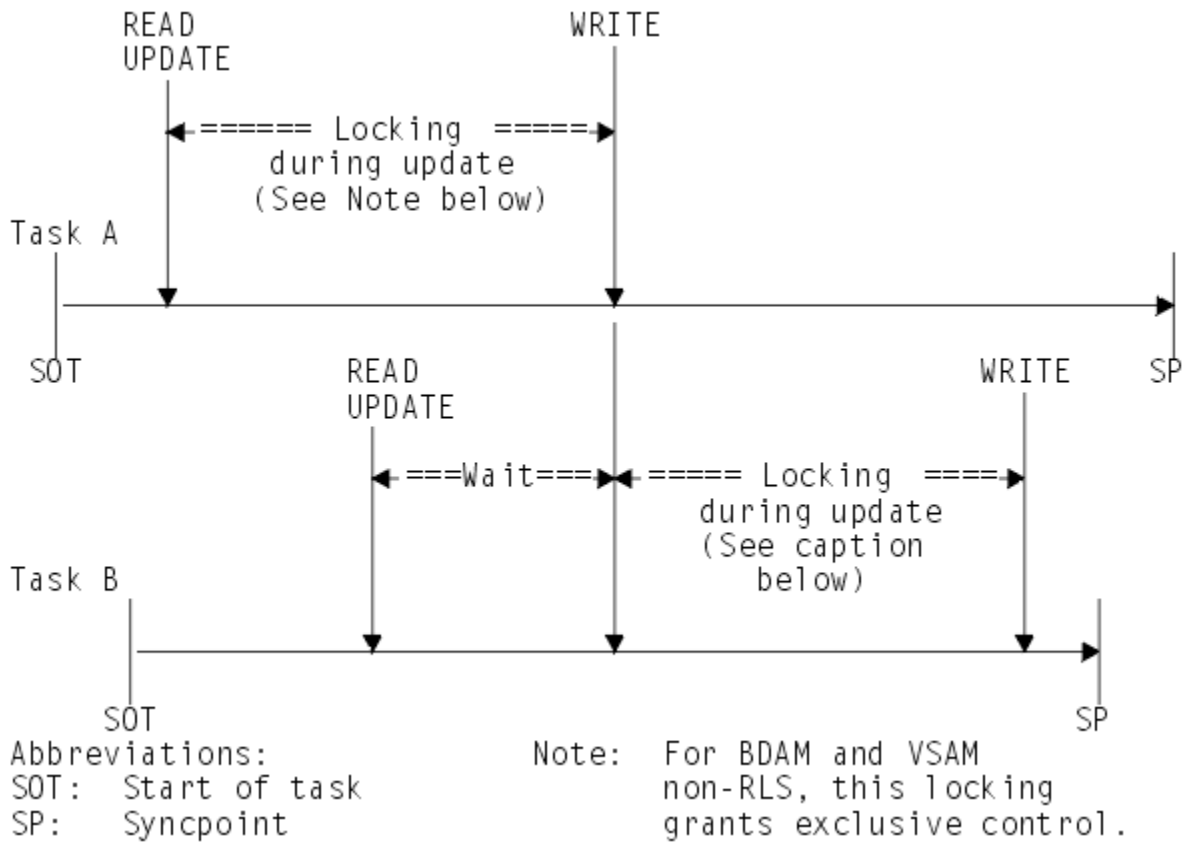 READ
UPDATE
WRITE
====== Locking =====
during update
(See Note below)
Task A
SOT
SP
READ
UPDATE
WRITE
===Wait===
===== Locking ====
during update
(See caption
below)
Task B
SOT
SP
Abbreviations:
SOT: Start of task
SP: Syncpoint
Note: For BDAM and VSAM
non-RLS, this locking
grants exclusive control.